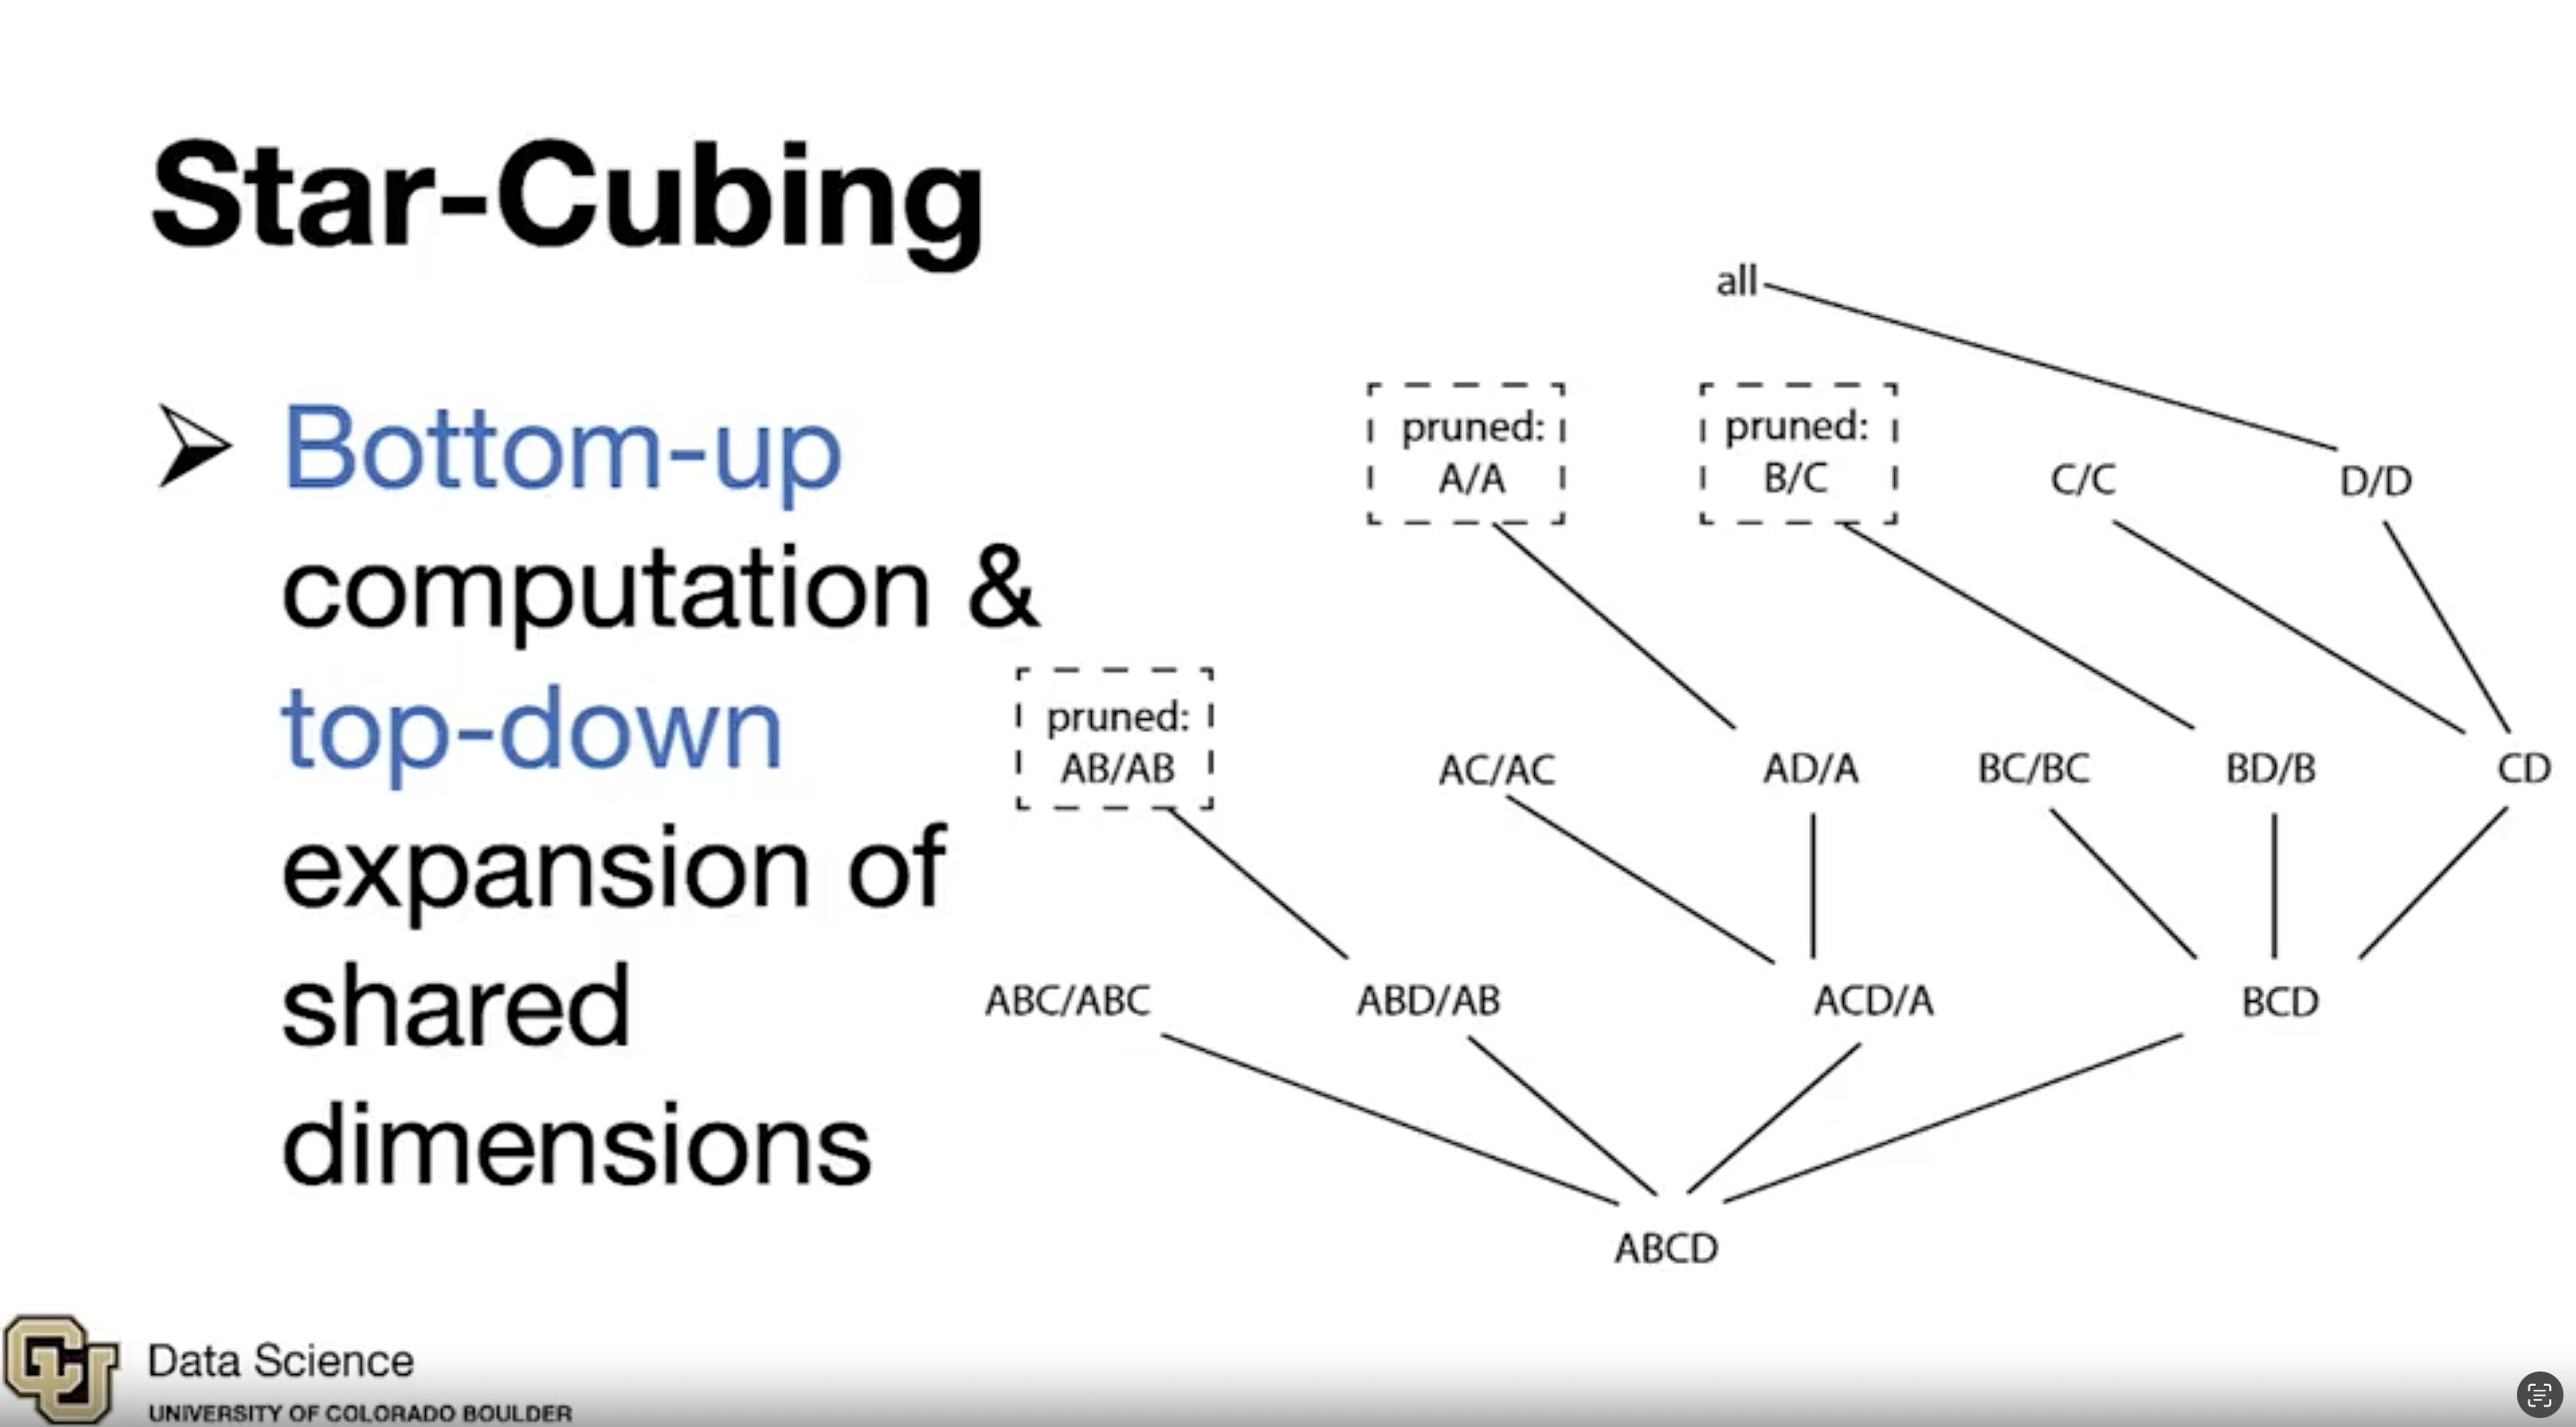 Star-Cubing
Bottom-up
computation &
top-down
expansion of
shared
dimensions
all
pruned:
A/A
pruned:
B/C
C/C
D/D
pruned:
AB/AB
AC/AC
AD/A
BC/BC
BD/B
CD
ABC/ABC
ABD/AB
ACD/A
BCD
ABCD
CU
Data Science
UNIVERSITY OF COLORADO BOULDER